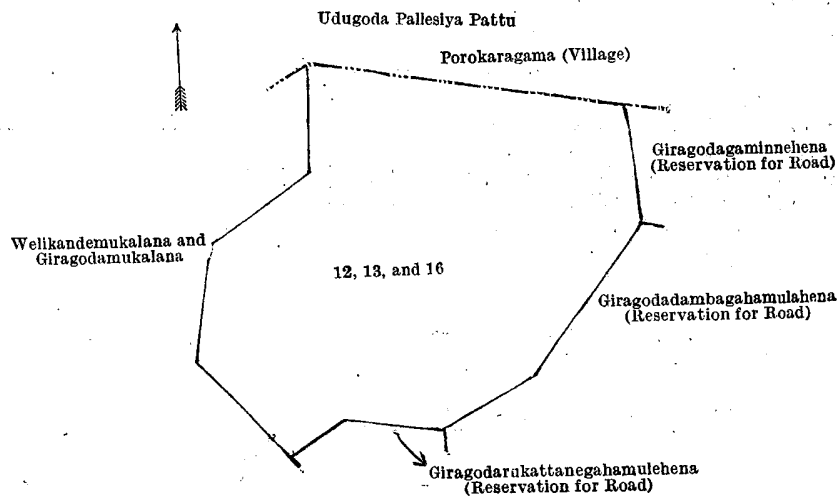 Udugoda Pallesiya Pattu
Porokaragama (Village)
Giragodagaminnehena
(Reservation for Road)
Welikandemukalana and
Giragodamukalana
12, 13, and 16
Giragodadambagahamulahena
(Reservation for Road)
Giragodarukattanegahamulehena
(Reservation for Road)